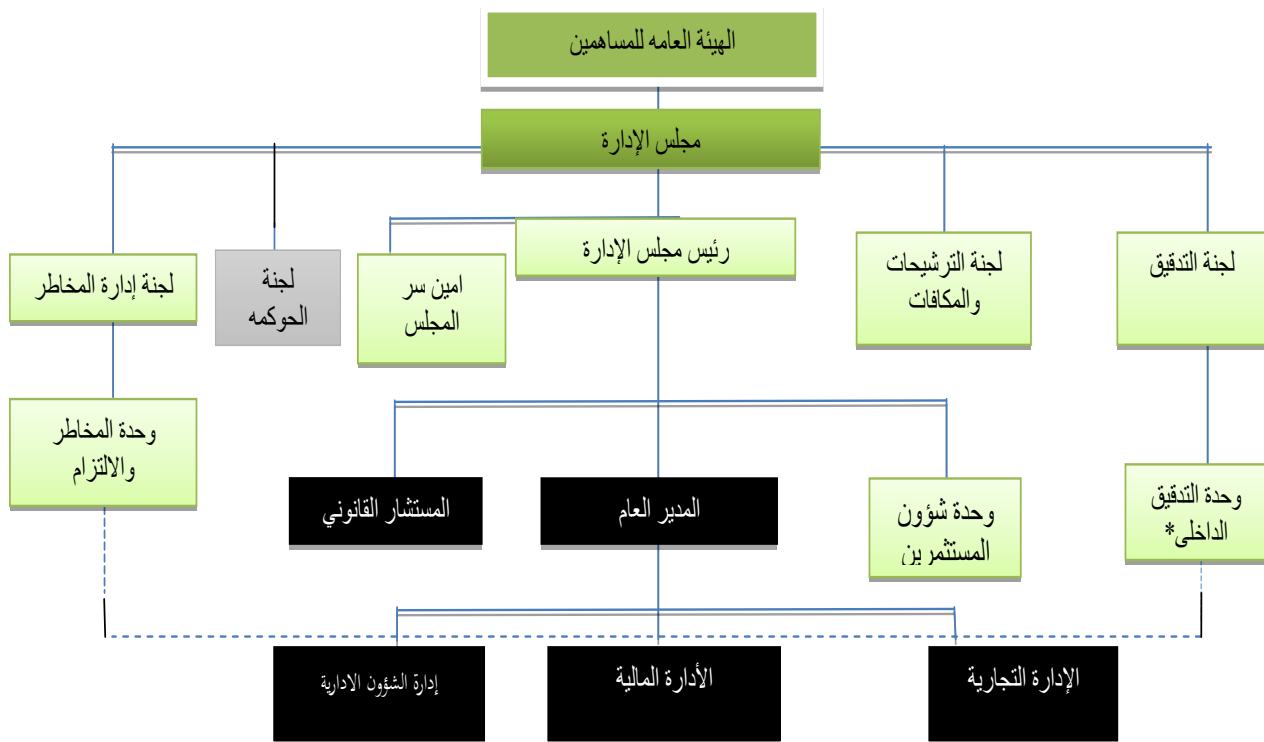 الهيئة العامه للمساهمين
مجلس الإدارة
لجنة التدقيق
لجنة الترشيحات
والمكافات
رئيس مجلس الإدارة
امين سر
المجلس
لجنة
الحوكمه
لجنة إدارة المخاطر
وحدة المخاطر
والالتزام
وحدة التدقيق
الداخلى*
وحدة شؤون
المستثمرين
المدير العام
المستشار القانوني
الإدارة التجارية
الأدارة المالية
إدارة الشؤون الادارية